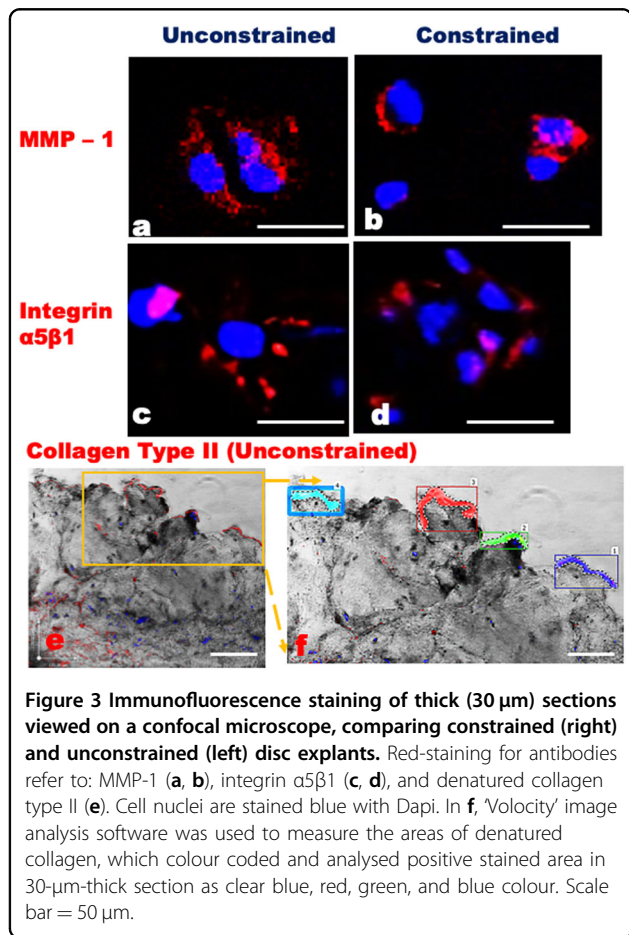 Unconstrained Constrained
MMP – 1
a b
Integrin
α5β1
c d
Collagen Type II (Unconstrained)
4 3 2 1
e f
Figure 3 Immunofluorescence staining of thick (30 μm) sections
viewed on a confocal microscope, comparing constrained (right)
and unconstrained (left) disc explants. Red-staining for antibodies
refer to: MMP-1 (a, b), integrin α5β1 (c, d), and denatured collagen
type II (e). Cell nuclei are stained blue with Dapi. In f, ‘Volocity’ image
analysis software was used to measure the areas of denatured
collagen, which colour coded and analysed positive stained area in
30-μm-thick section as clear blue, red, green, and blue colour. Scale
bar = 50 μm.